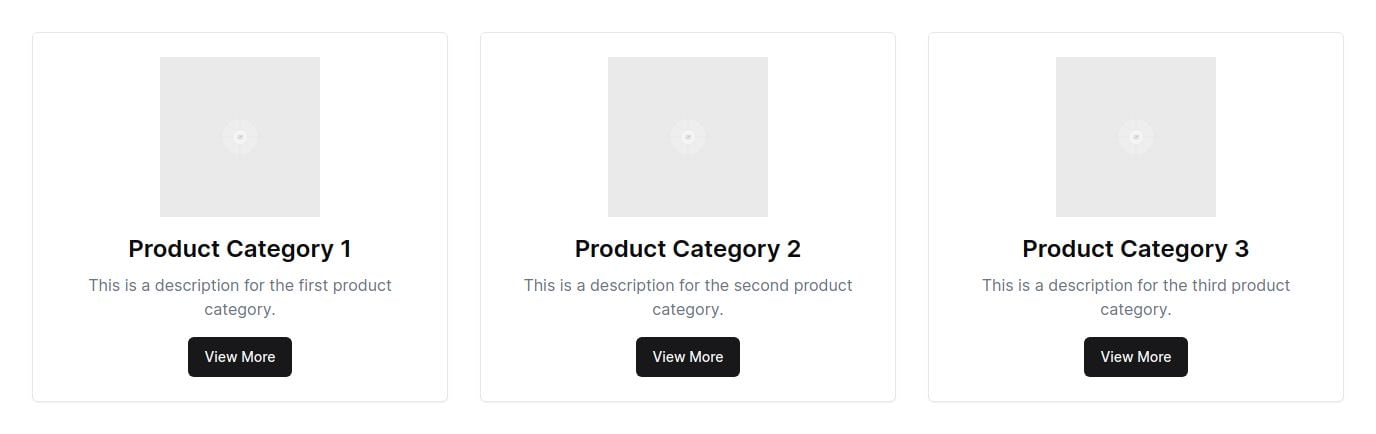 Product Category 1
This is a description for the first product
category.
View More
Product Category 2
This is a description for the second product
category.
View More
Product Category 3
This is a description for the third product
category.
View More